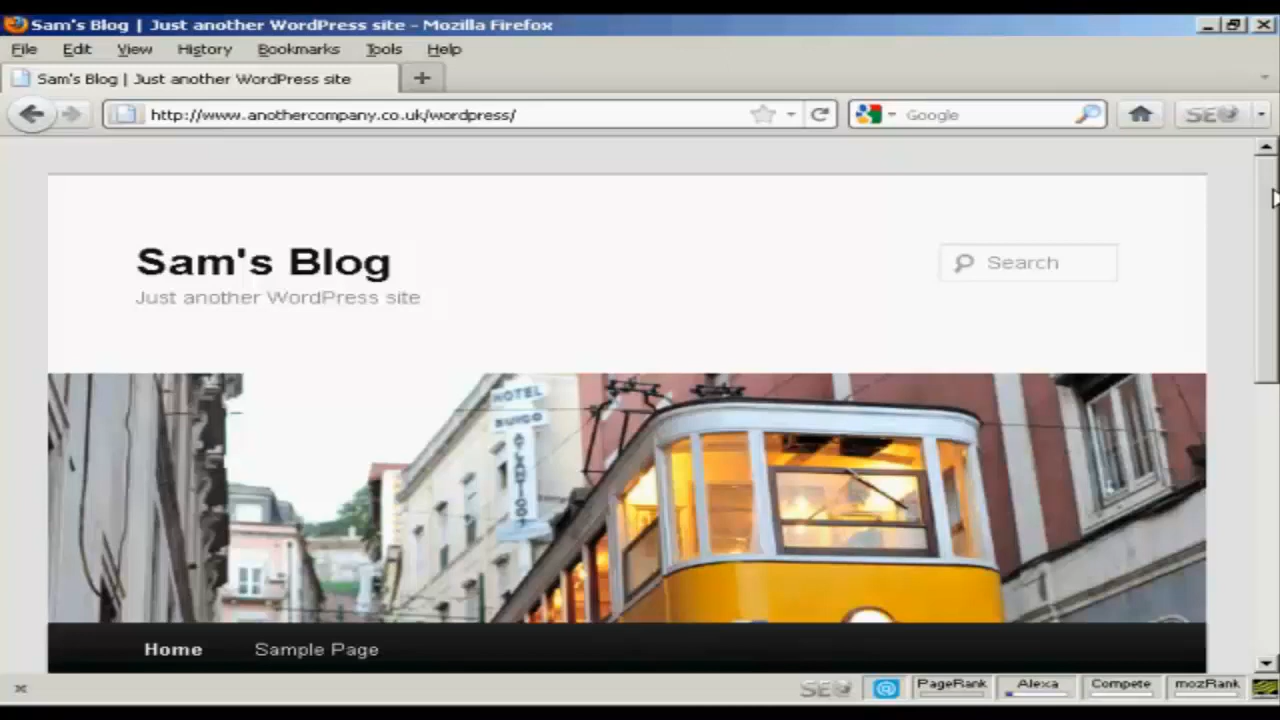 Sam's Blog | Just another WordPress site - Mozilla Firefox
File Edit View History Bookmarks Tools Help
Sam's Blog | Just another WordPress site
http://www.anothercompany.co.uk/wordpress/
Google
SEO
Sam's Blog
Search
Just another WordPress site
HOTEL
Home Sample Page
SEO
PageRank Alexa Compete mozRank